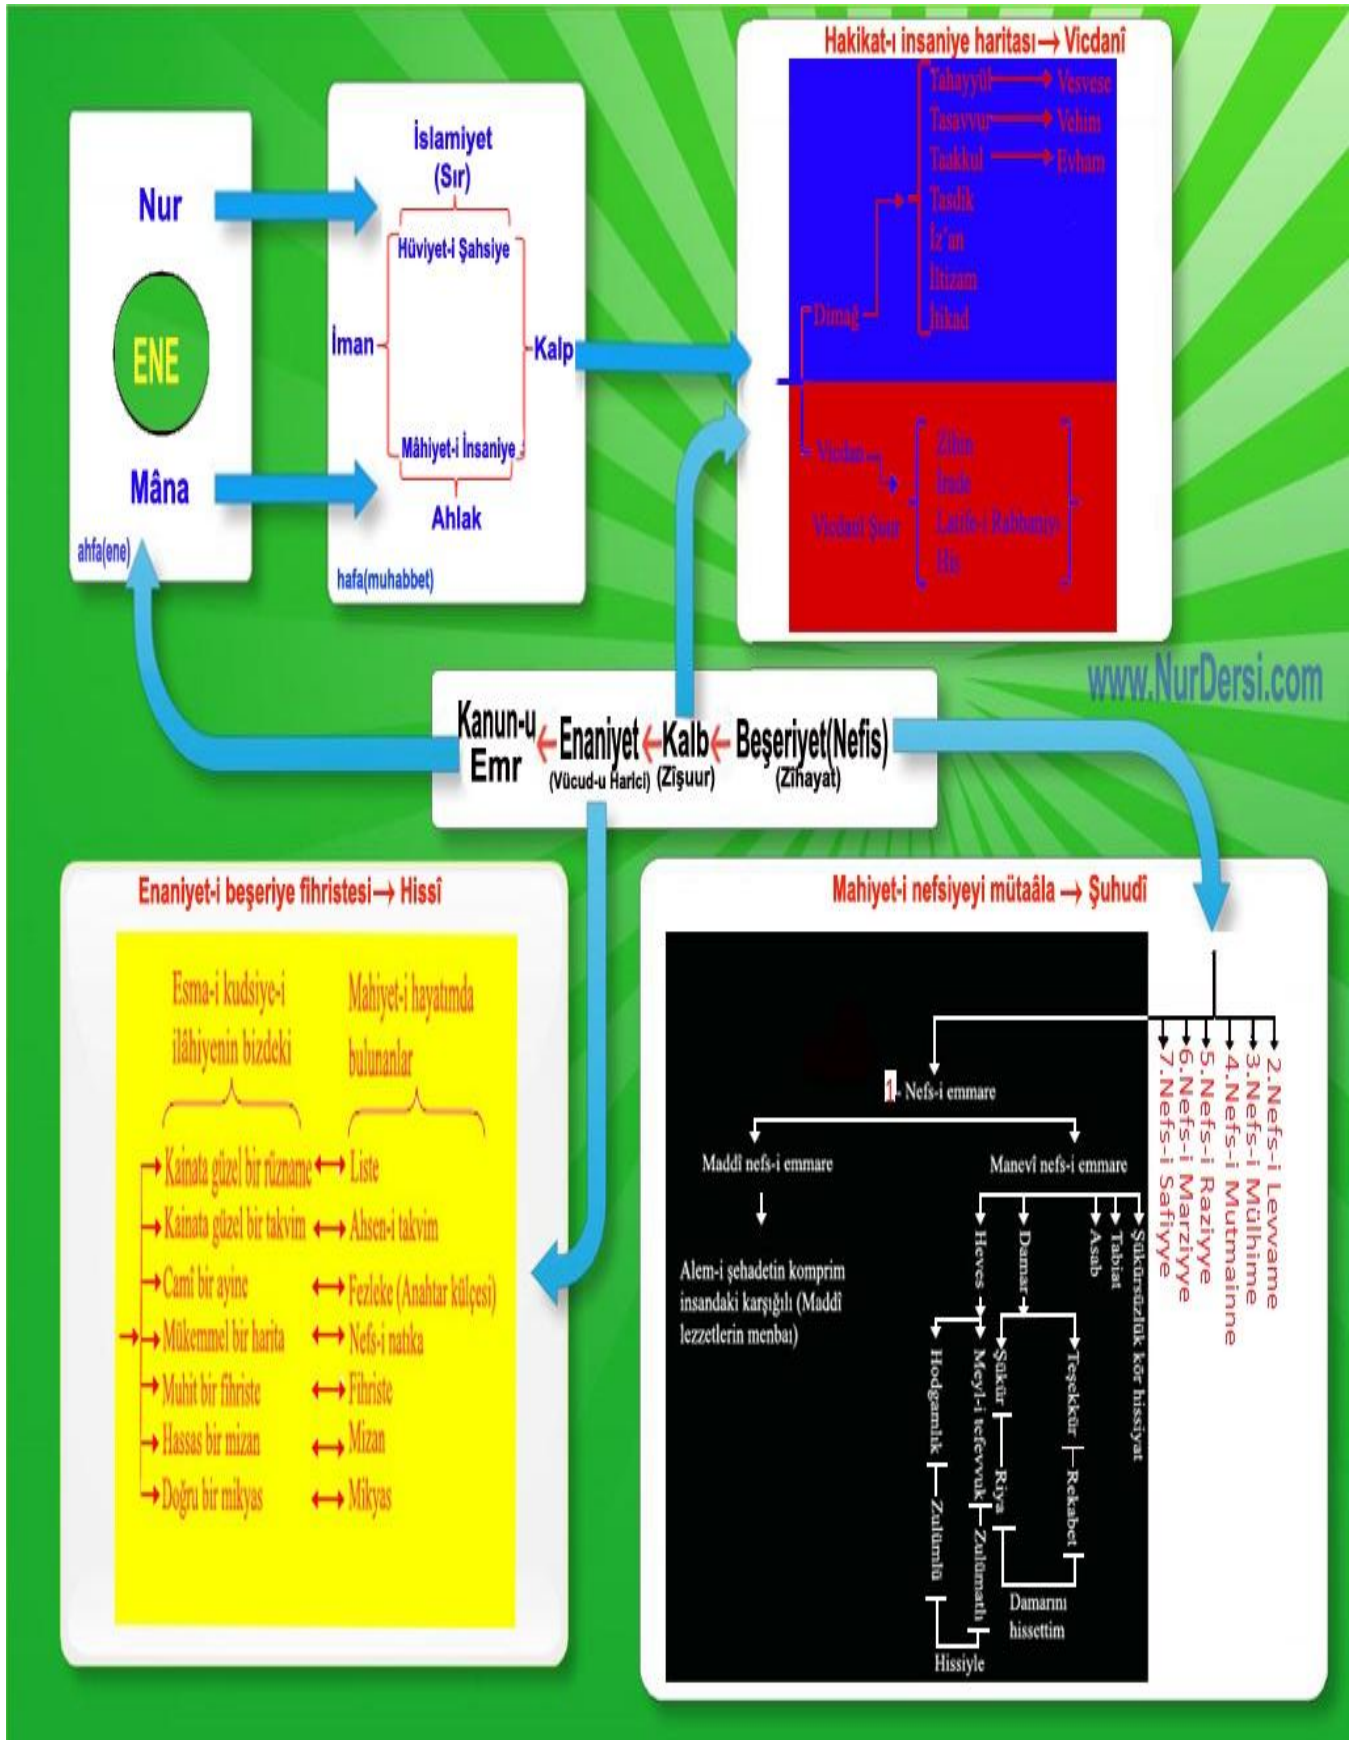 Nur
ENE
Mâna
ahfa(ene)
İslamiyet
(Sır)
Hüviyet-i Şahsiye
İman
Kalp
Mâhiyet-i İnsaniye
Ahlak
hafa(muhabbet)
Hakikat-ı insaniye haritası→ Vicdanî
Tahayyül → Vesvese
Tasavvur → Vehim
Taakkul → Evham
Tasdik
İz'an
İltizam
İtikad
Dimağ
Vicdan
Vicdanî Şuur
Zihin
İrade
Latife-i Rabbaniye
His
www.NurDersi.com
Kanun-u
Emr
← Enaniyet
(Vücud-u Harici)
← Kalb
(Zîşuur)
← Beşeriyet(Nefis)
(Zîhayat)
Enaniyet-i beşeriye fihristesi→ Hissî
Esma-i kudsiye-i
ilâhiyenin bizdeki
Mahiyet-i hayatımda
bulunanlar
Kainata güzel bir rüzname ↔ Liste
Kainata güzel bir takvim ↔ Ahsen-i takvim
Camî bir ayine ↔ Fezleke (Anahtar külçesi)
Mükemmel bir harita ↔ Nefs-i natıka
Muhit bir fihriste ↔ Fihriste
Hassas bir mizan ↔ Mizan
Doğru bir mikyas ↔ Mikyas
Mahiyet-i nefsiyeyi mütaâla → Şuhudî
1- Nefs-i emmare
2.Nefs-i Levvame
3.Nefs-i Mülhime
4.Nefs-i Mutmainne
5.Nefs-i Raziyye
6.Nefs-i Marziyye
7.Nefs-i Safiyye
Maddî nefs-i emmare
Alem-i şehadetin komprim
insandaki karşığılı (Maddî
lezzetlerin menbaı)
Manevî nefs-i emmare
Heves
Damar
Asab
Tabiat
Şükürsüzlük kör hissiyat
Hodgamlık
Meyl-i tefevvuk
Şükür
Teşekkür
Zulümlü
Zulümatlı
Riya
Rekabet
Hissiyle
Damarını
hissettim